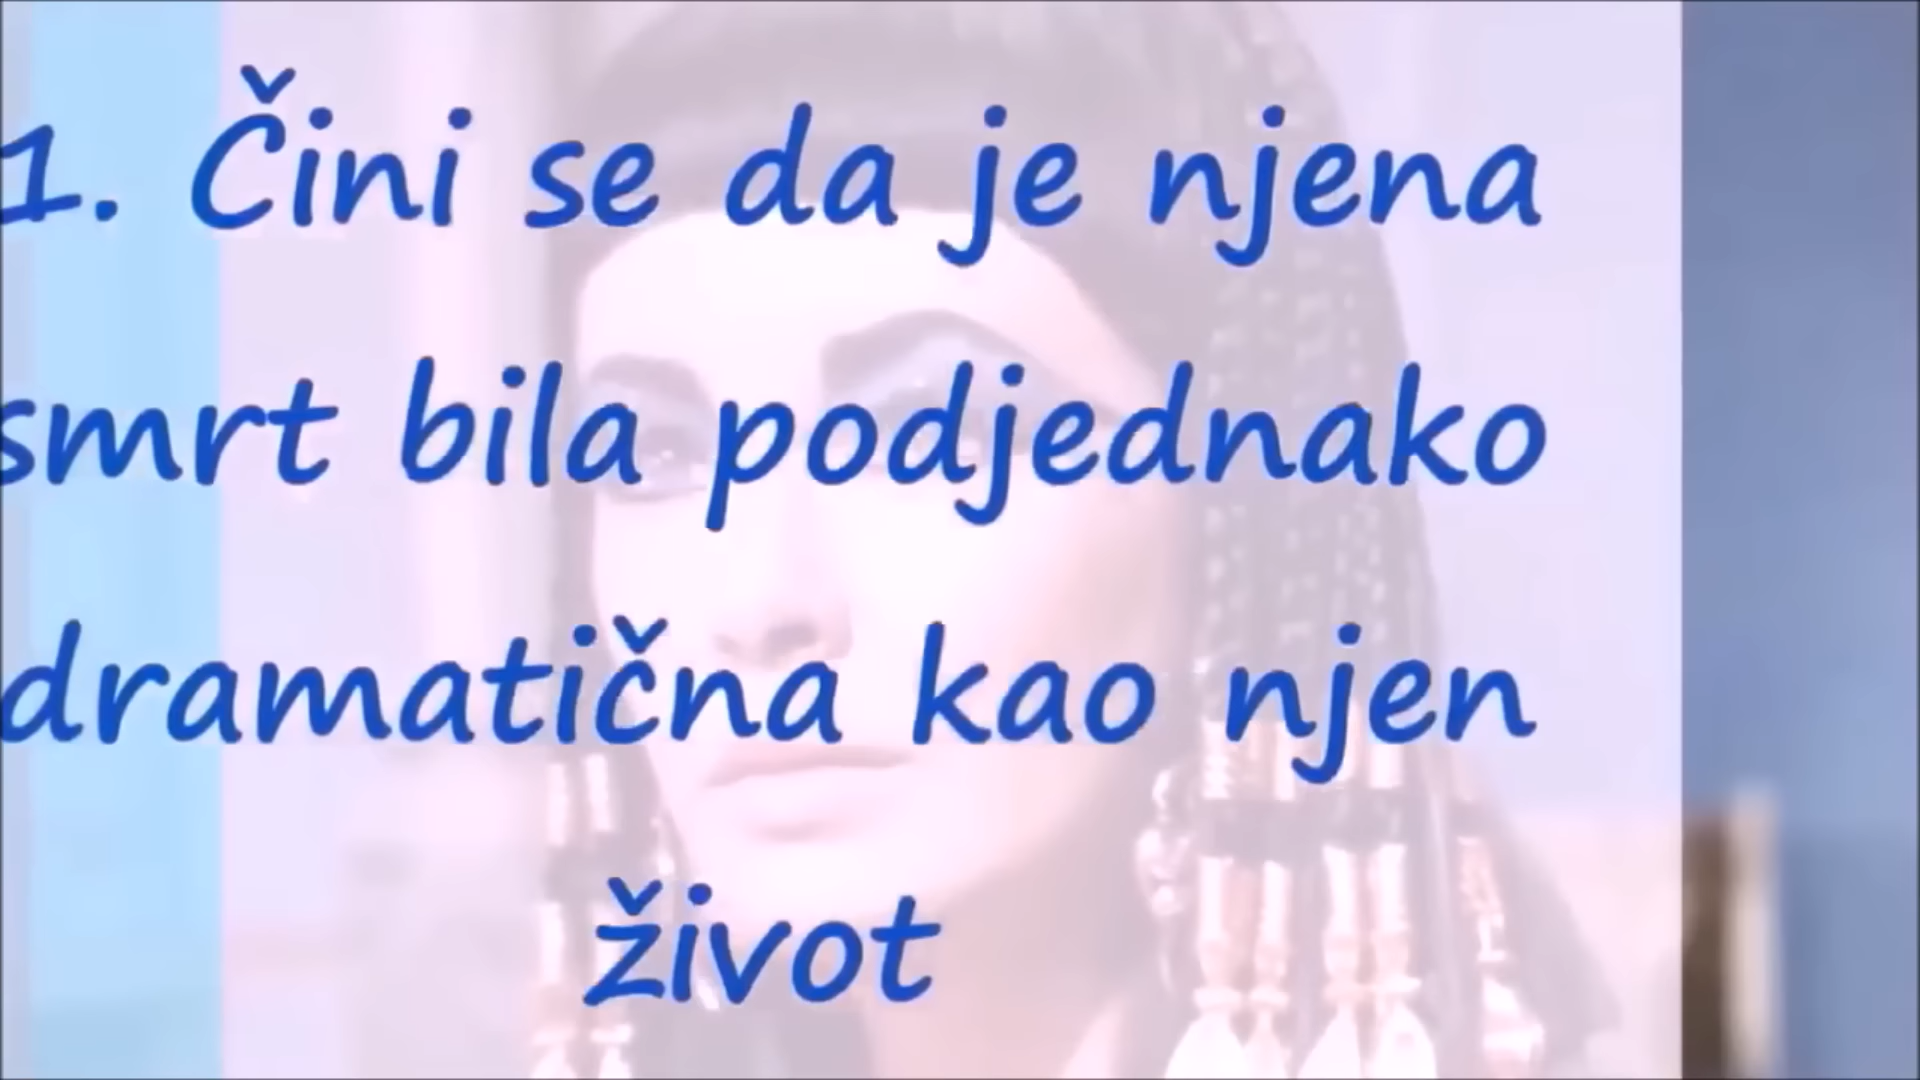 1. Čini se da je njena
smrt bila podjednako
dramatična kao njen
život